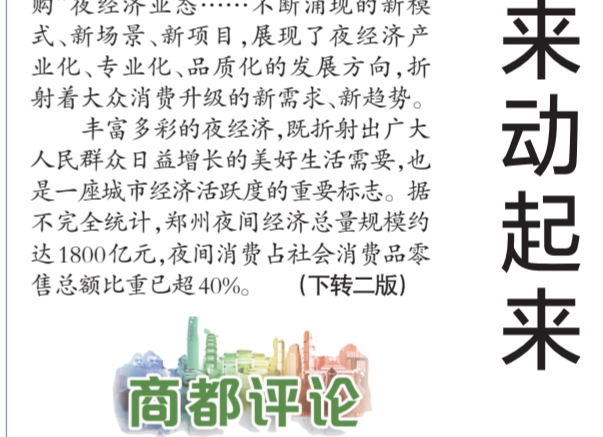 购”夜经济业态……不断涌现的新模
式、新场景、新项目,展现了夜经济产
业化、专业化、品质化的发展方向,折
射着大众消费升级的新需求、新趋势。
丰富多彩的夜经济,既折射出广大
人民群众日益增长的美好生活需要,也
是一座城市经济活跃度的重要标志。据
不完全统计,郑州夜间经济总量规模约
达1800亿元,夜间消费占社会消费品零
售总额比重已超40%。 (下转二版)
来动起来
商都评论